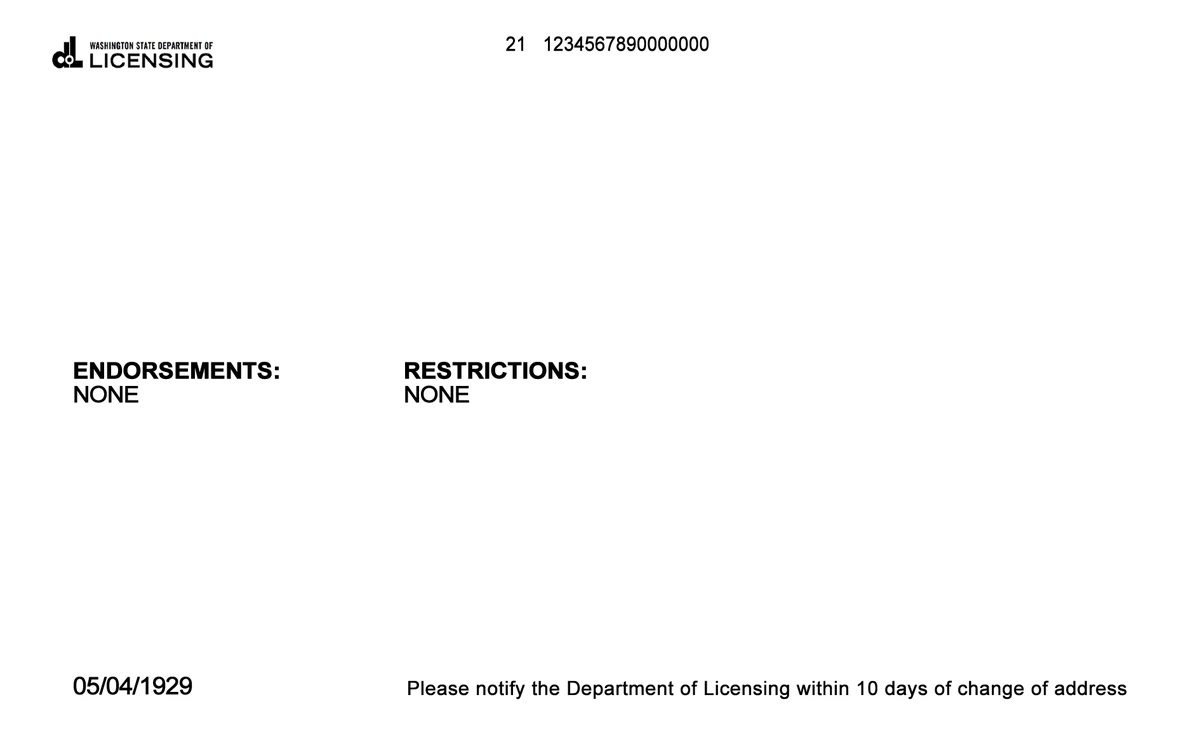 WASHINGTON STATE DEPARTMENT OF
LICENSING
21 1234567890000000
ENDORSEMENTS:
NONE
RESTRICTIONS:
NONE
05/04/1929
Please notify the Department of Licensing within 10 days of change of address